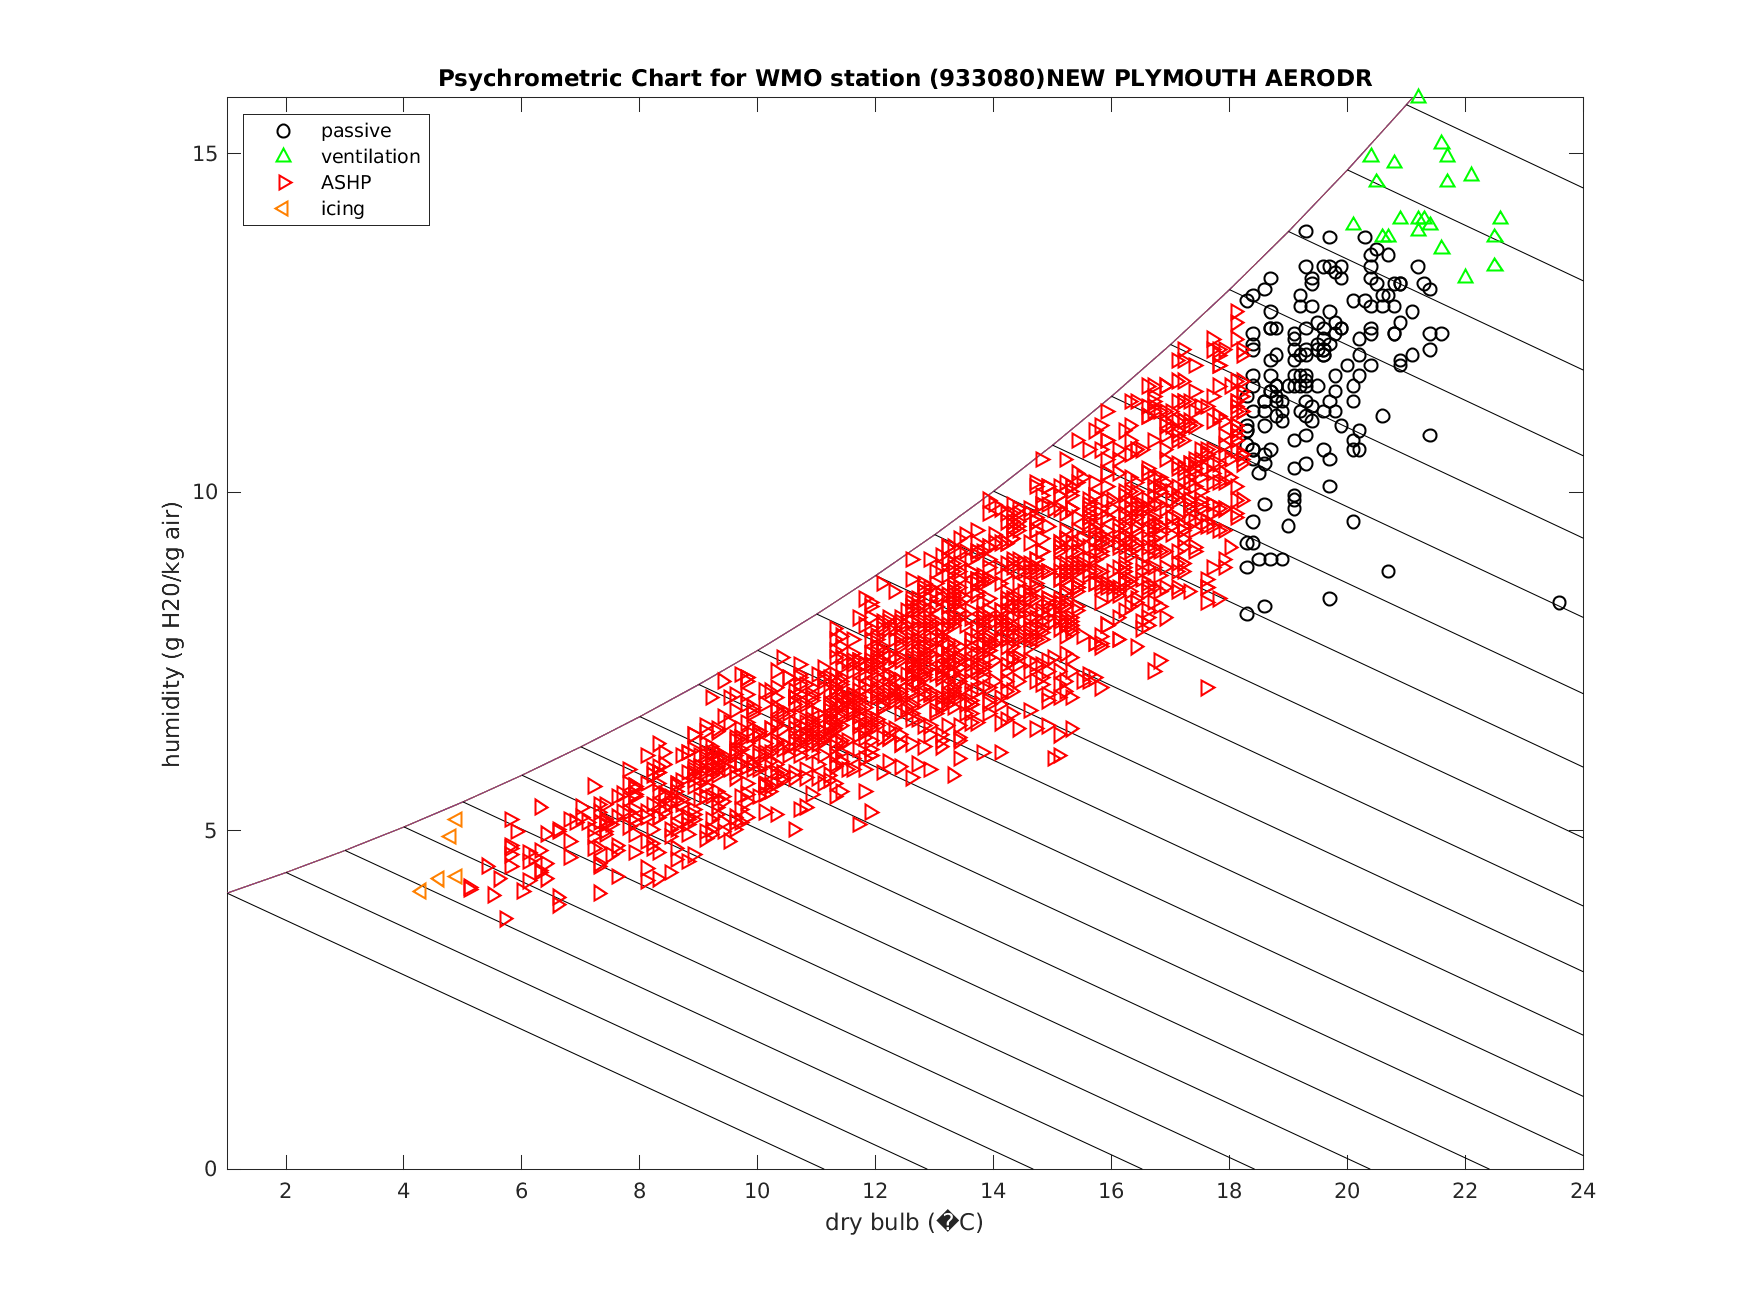 Psychrometric Chart for WMO station (933080)NEW PLYMOUTH AERODR
passive
ventilation
ASHP
icing
15
10
5
0
humidity (g H20/kg air)
2 4 6 8 10 12 14 16 18 20 22 24
dry bulb (�C)